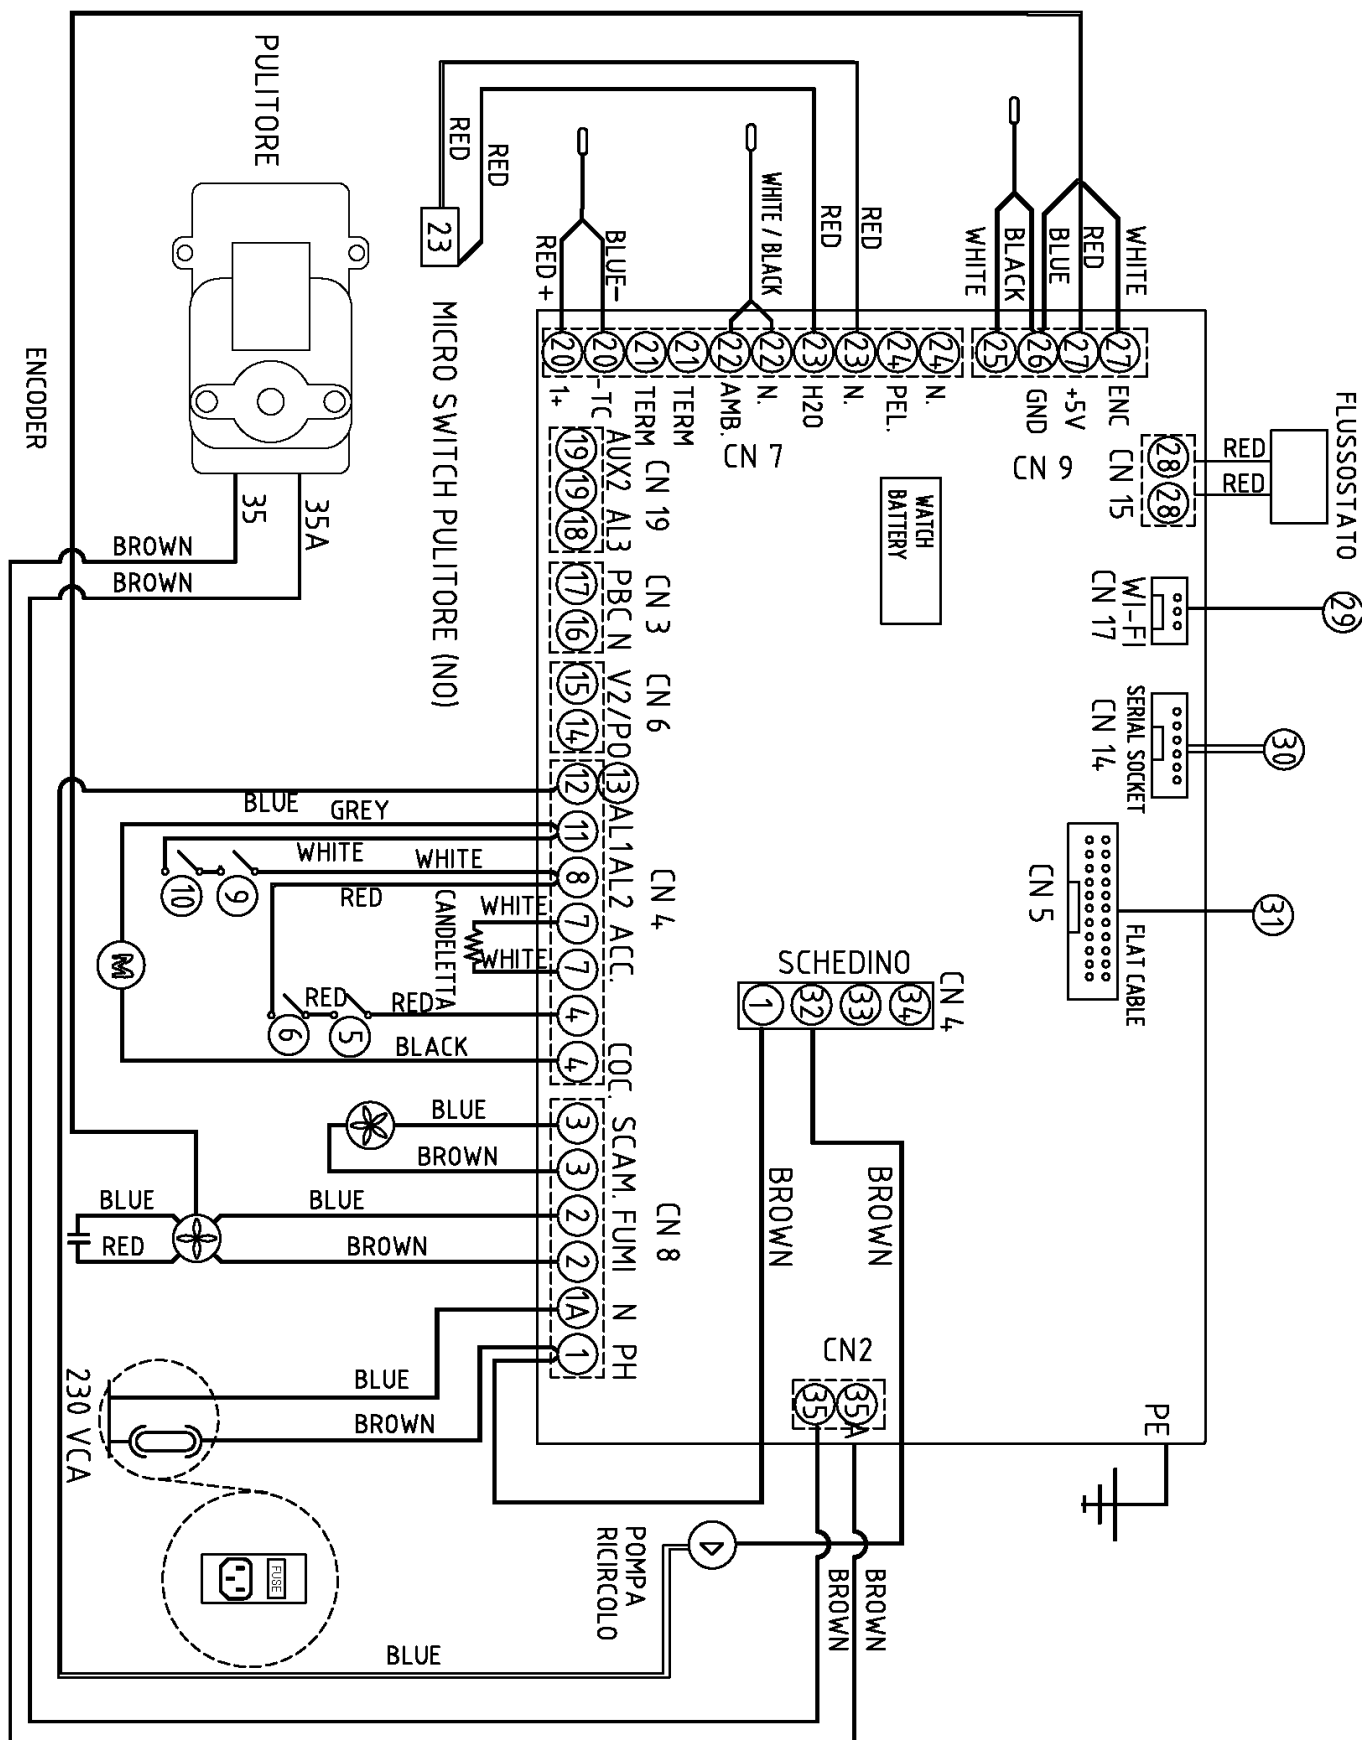 PULITORE
ENCODER
35
35A
BROWN
BROWN
RED
RED
23
MICRO SWITCH PULITORE (NO)
RED +
BLUE-
WHITE / BLACK
RED
RED
WHITE
BLACK
BLUE
RED
WHITE
20
20
21
21
22
22
23
23
24
24
25
26
27
27
1+
-TC
TERM
TERM
AMB.
N.
H20
N.
PEL.
N.
GND
+5V
ENC
CN 7
CN 9
FLUSSOSTATO
RED
RED
28
28
CN 15
WATCH
BATTERY
29
WI-FI
CN 17
30
SERIAL SOCKET
CN 14
31
FLAT CABLE
CN 5
19
19
18
AUX2 AL3
CN 19
17
16
PBC N
CN 3
15
14
V2/PO
CN 6
12
13
11
8
7
7
4
4
AL1 AL2 ACC.
COC.
CN 4
BLUE
GREY
WHITE
WHITE
RED
10
9
CANDELETTA
WHITE
WHITE
M
RED
RED
6
5
BLACK
SCHEDINO
CN 4
1
32
33
34
BROWN
BROWN
3
3
2
2
1A
1
SCAM.
FUMI
N
PH
CN 8
BLUE
BROWN
BLUE
BLUE
RED
BROWN
BLUE
BROWN
230 VCA
FUSE
CN2
35
35A
PE
POMPA
RICIRCOLO
BROWN
BROWN
BLUE